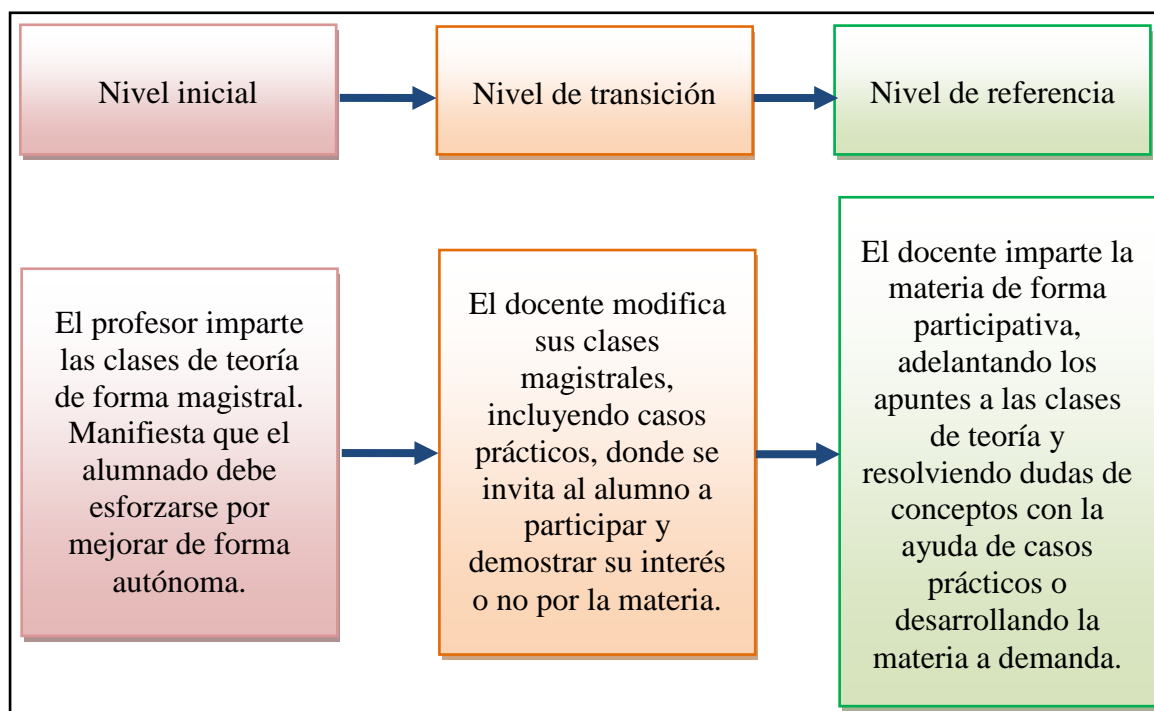 Nivel inicial
Nivel de transición
Nivel de referencia
El profesor imparte
las clases de teoría
de forma magistral.
Manifiesta que el
alumnado debe
esforzarse por
mejorar de forma
autónoma.
El docente modifica
sus clases
magistrales,
incluyendo casos
prácticos, donde se
invita al alumno a
participar y
demostrar su interés
o no por la materia.
El docente imparte la
materia de forma
participativa,
adelantando los
apuntes a las clases
de teoría y
resolviendo dudas de
conceptos con la
ayuda de casos
prácticos o
desarrollando la
materia a demanda.